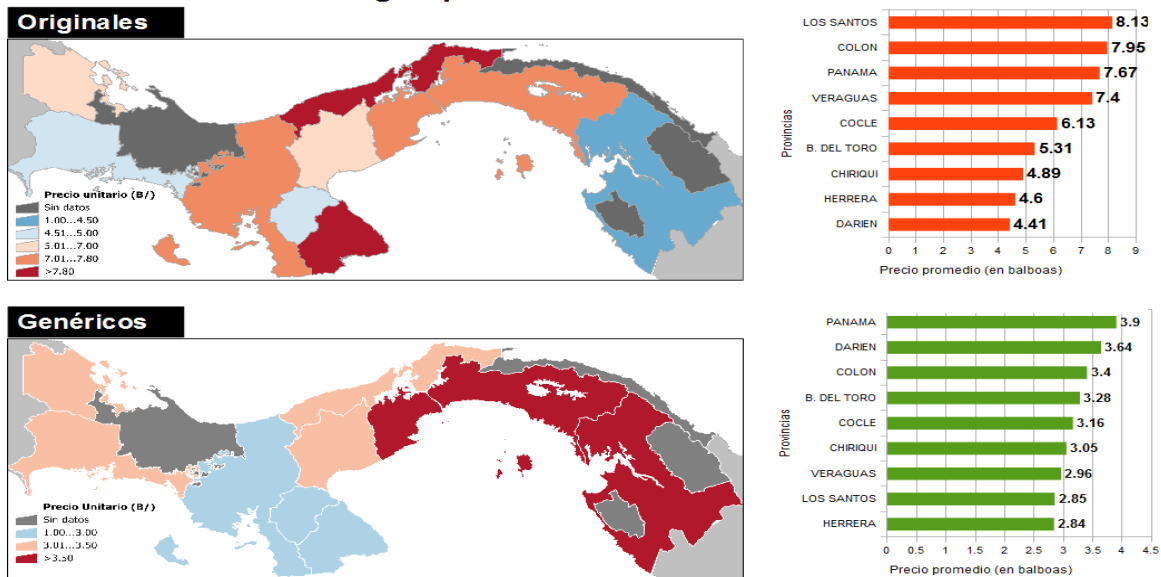 Originales
Precio unitario (B/)
Sin datos
1.00...4.50
4.51...5.00
5.01...7.00
7.01...7.80
>7.80
LOS SANTOS 8.13
COLON 7.95
PANAMA 7.67
VERAGUAS 7.4
COCLE 6.13
B. DEL TORO 5.31
CHIRIQUI 4.89
HERRERA 4.6
DARIEN 4.41
Provincias
0 1 2 3 4 5 6 7 8 9
Precio promedio (en balboas)
Genéricos
Precio Unitario (B/)
Sin datos
1.00...3.00
3.01...3.50
>3.50
PANAMA 3.9
DARIEN 3.64
COLON 3.4
B. DEL TORO 3.28
COCLE 3.16
CHIRIQUI 3.05
VERAGUAS 2.96
LOS SANTOS 2.85
HERRERA 2.84
Provincias
0 0.5 1 1.5 2 2.5 3 3.5 4 4.5
Precio promedio (en balboas)